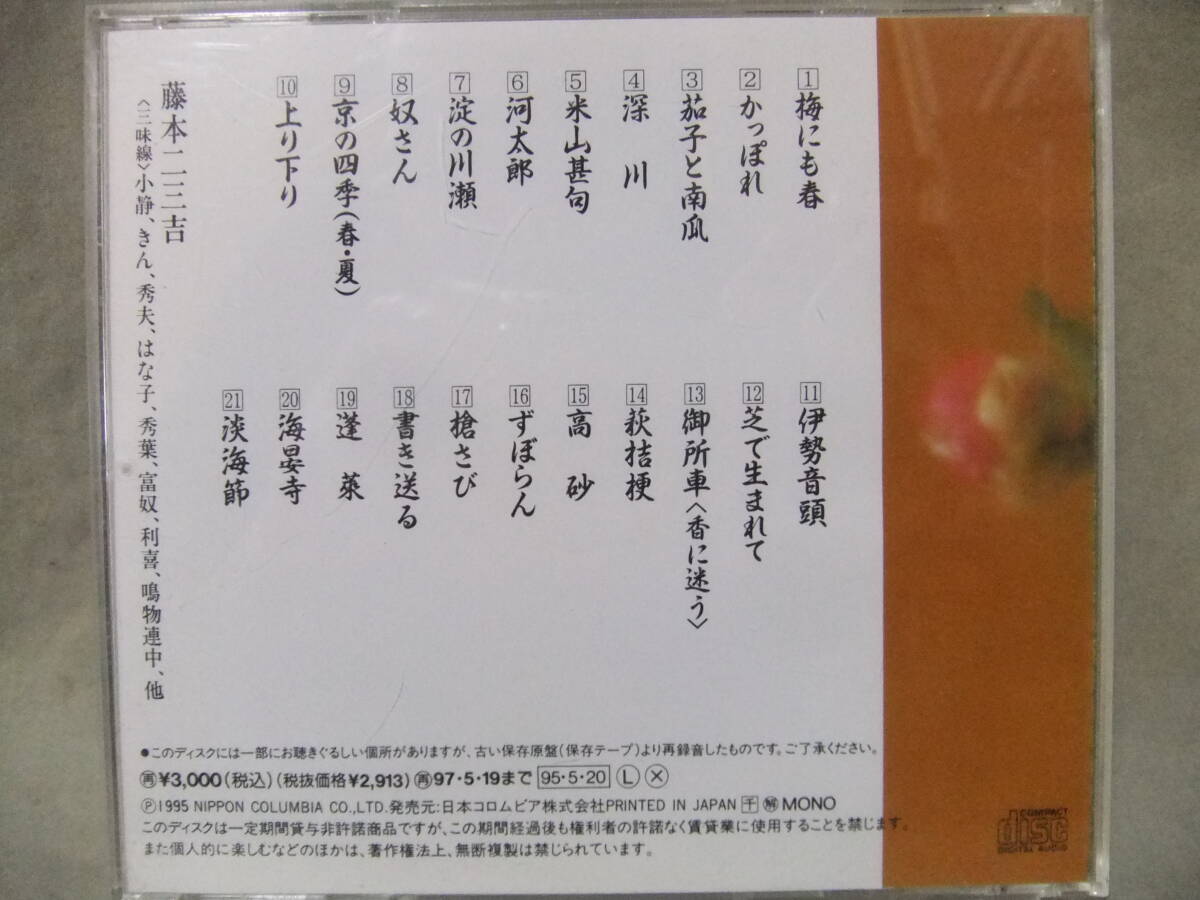 1 梅にも春
2 かっぽれ
3 茄子と南瓜
4 深川
5 米山甚句
6 河太郎
7 淀の川瀬
8 奴さん
9 京の四季(春・夏)
10 上り下り
11 伊勢音頭
12 芝で生まれて
13 御所車〈香に迷う〉
14 萩桔梗
15 高砂
16 ずぼらん
17 槍さび
18 書き送る
19 蓬莱
20 海晏寺
21 淡海節
藤本二三吉
〈三味線〉小静、きん、秀夫、はな子、秀葉、富奴、利喜、鳴物連中、他
●このディスクには一部にお聴きぐるしい個所がありますが、古い保存原盤(保存テープ)より再録音したものです。ご了承ください。
再¥3,000(税込)(税抜価格¥2,913)再97・5・19まで 95・5・20 L X
Ⓟ1995 NIPPON COLUMBIA CO.,LTD.発売元:日本コロムビア株式会社PRINTED IN JAPAN 千 解 MONO
このディスクは一定期間貸与非許諾商品ですが、この期間経過後も権利者の許諾なく賃貸業に使用することを禁じます。
また個人的に楽しむなどのほかは、著作権法上、無断複製は禁じられています。
COMPACT
disc
DIGITAL AUDIO